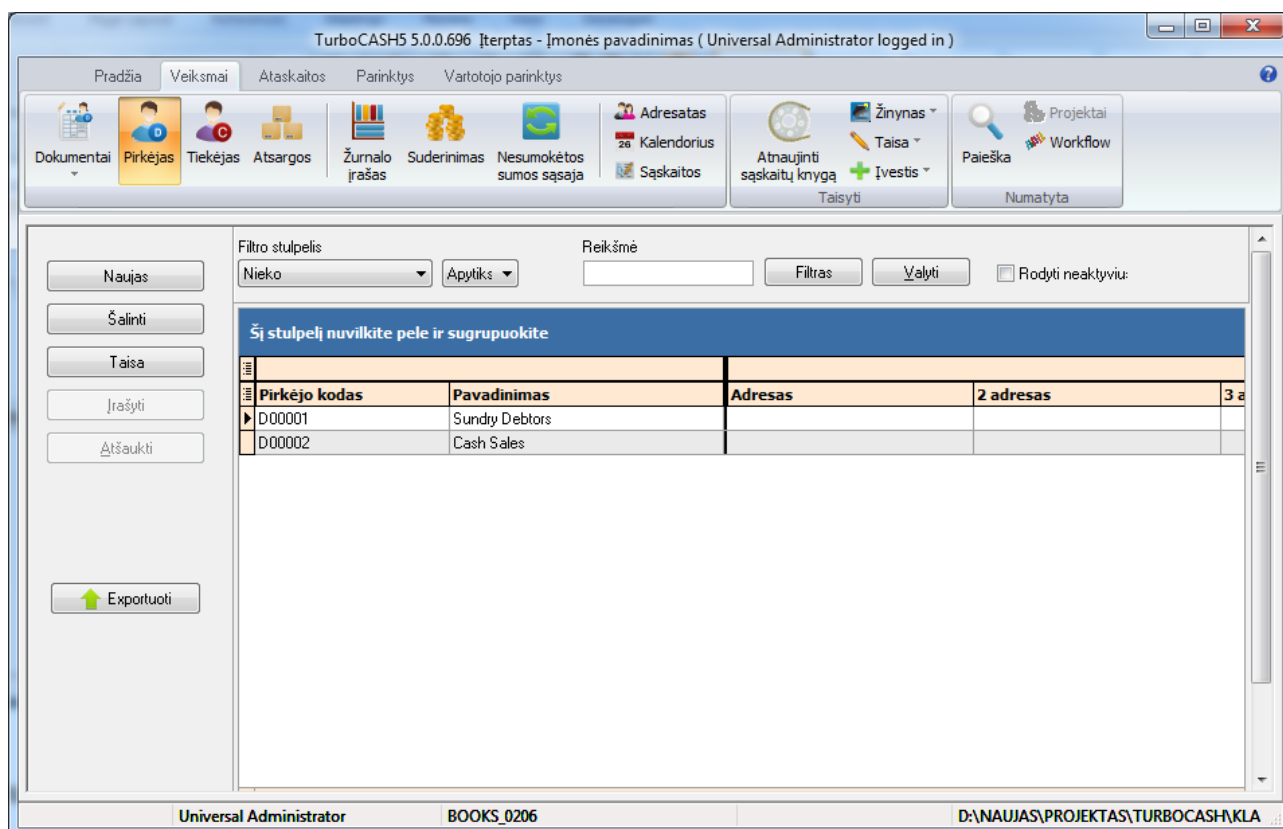 TurboCASH5 5.0.0.696 Įterptas - Įmonės pavadinimas ( Universal Administrator logged in )
Pradžia Veiksmai Ataskaitos Parinktys Vartotojo parinktys
Dokumentai Pirkėjas Tiekėjas Atsargos Žurnalo įrašas Suderinimas Nesumokėtos sumos sąsaja
Adresatas
Kalendorius
Sąskaitos
Atnaujinti sąskaitų knygą
Žinynas
Taisa
Įvestis
Taisyti
Paieška
Projektai
Workflow
Numatyta
Naujas
Šalinti
Taisa
Įrašyti
Atšaukti
Exportuoti
Filtro stulpelis
Nieko Apytiks
Reikšmė
Filtras Valyti Rodyti neaktyvių:
Šį stulpelį nuvilkite pele ir sugrupuokite
Pirkėjo kodas Pavadinimas Adresas 2 adresas 3 a
D00001 Sundry Debtors
D00002 Cash Sales
Universal Administrator BOOKS_0206 D:\NAUJAS\PROJEKTAS\TURBOCASH\KLA